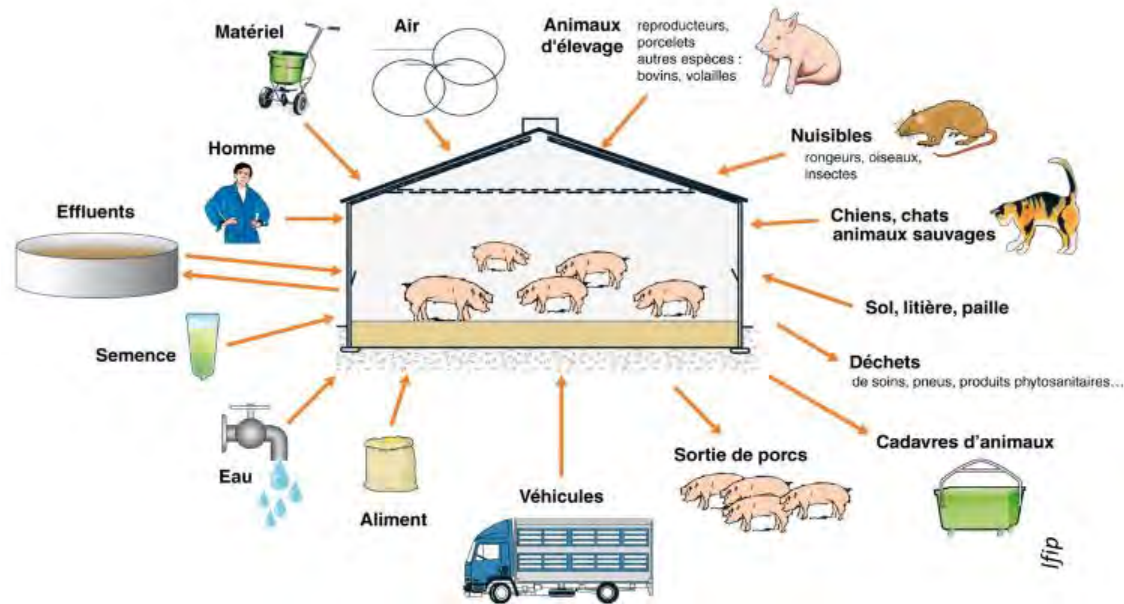 Matériel
Air
Animaux
d'élevage
reproducteurs,
porcelets
autres espèces :
bovins, volailles
Nuisibles
rongeurs, oiseaux,
insectes
Homme
Effluents
Chiens, chats
animaux sauvages
Sol, litière, paille
Semence
Déchets
de soins, pneus, produits phytosanitaires…
Eau
Aliment
Véhicules
Sortie de porcs
Cadavres d'animaux
Ifip